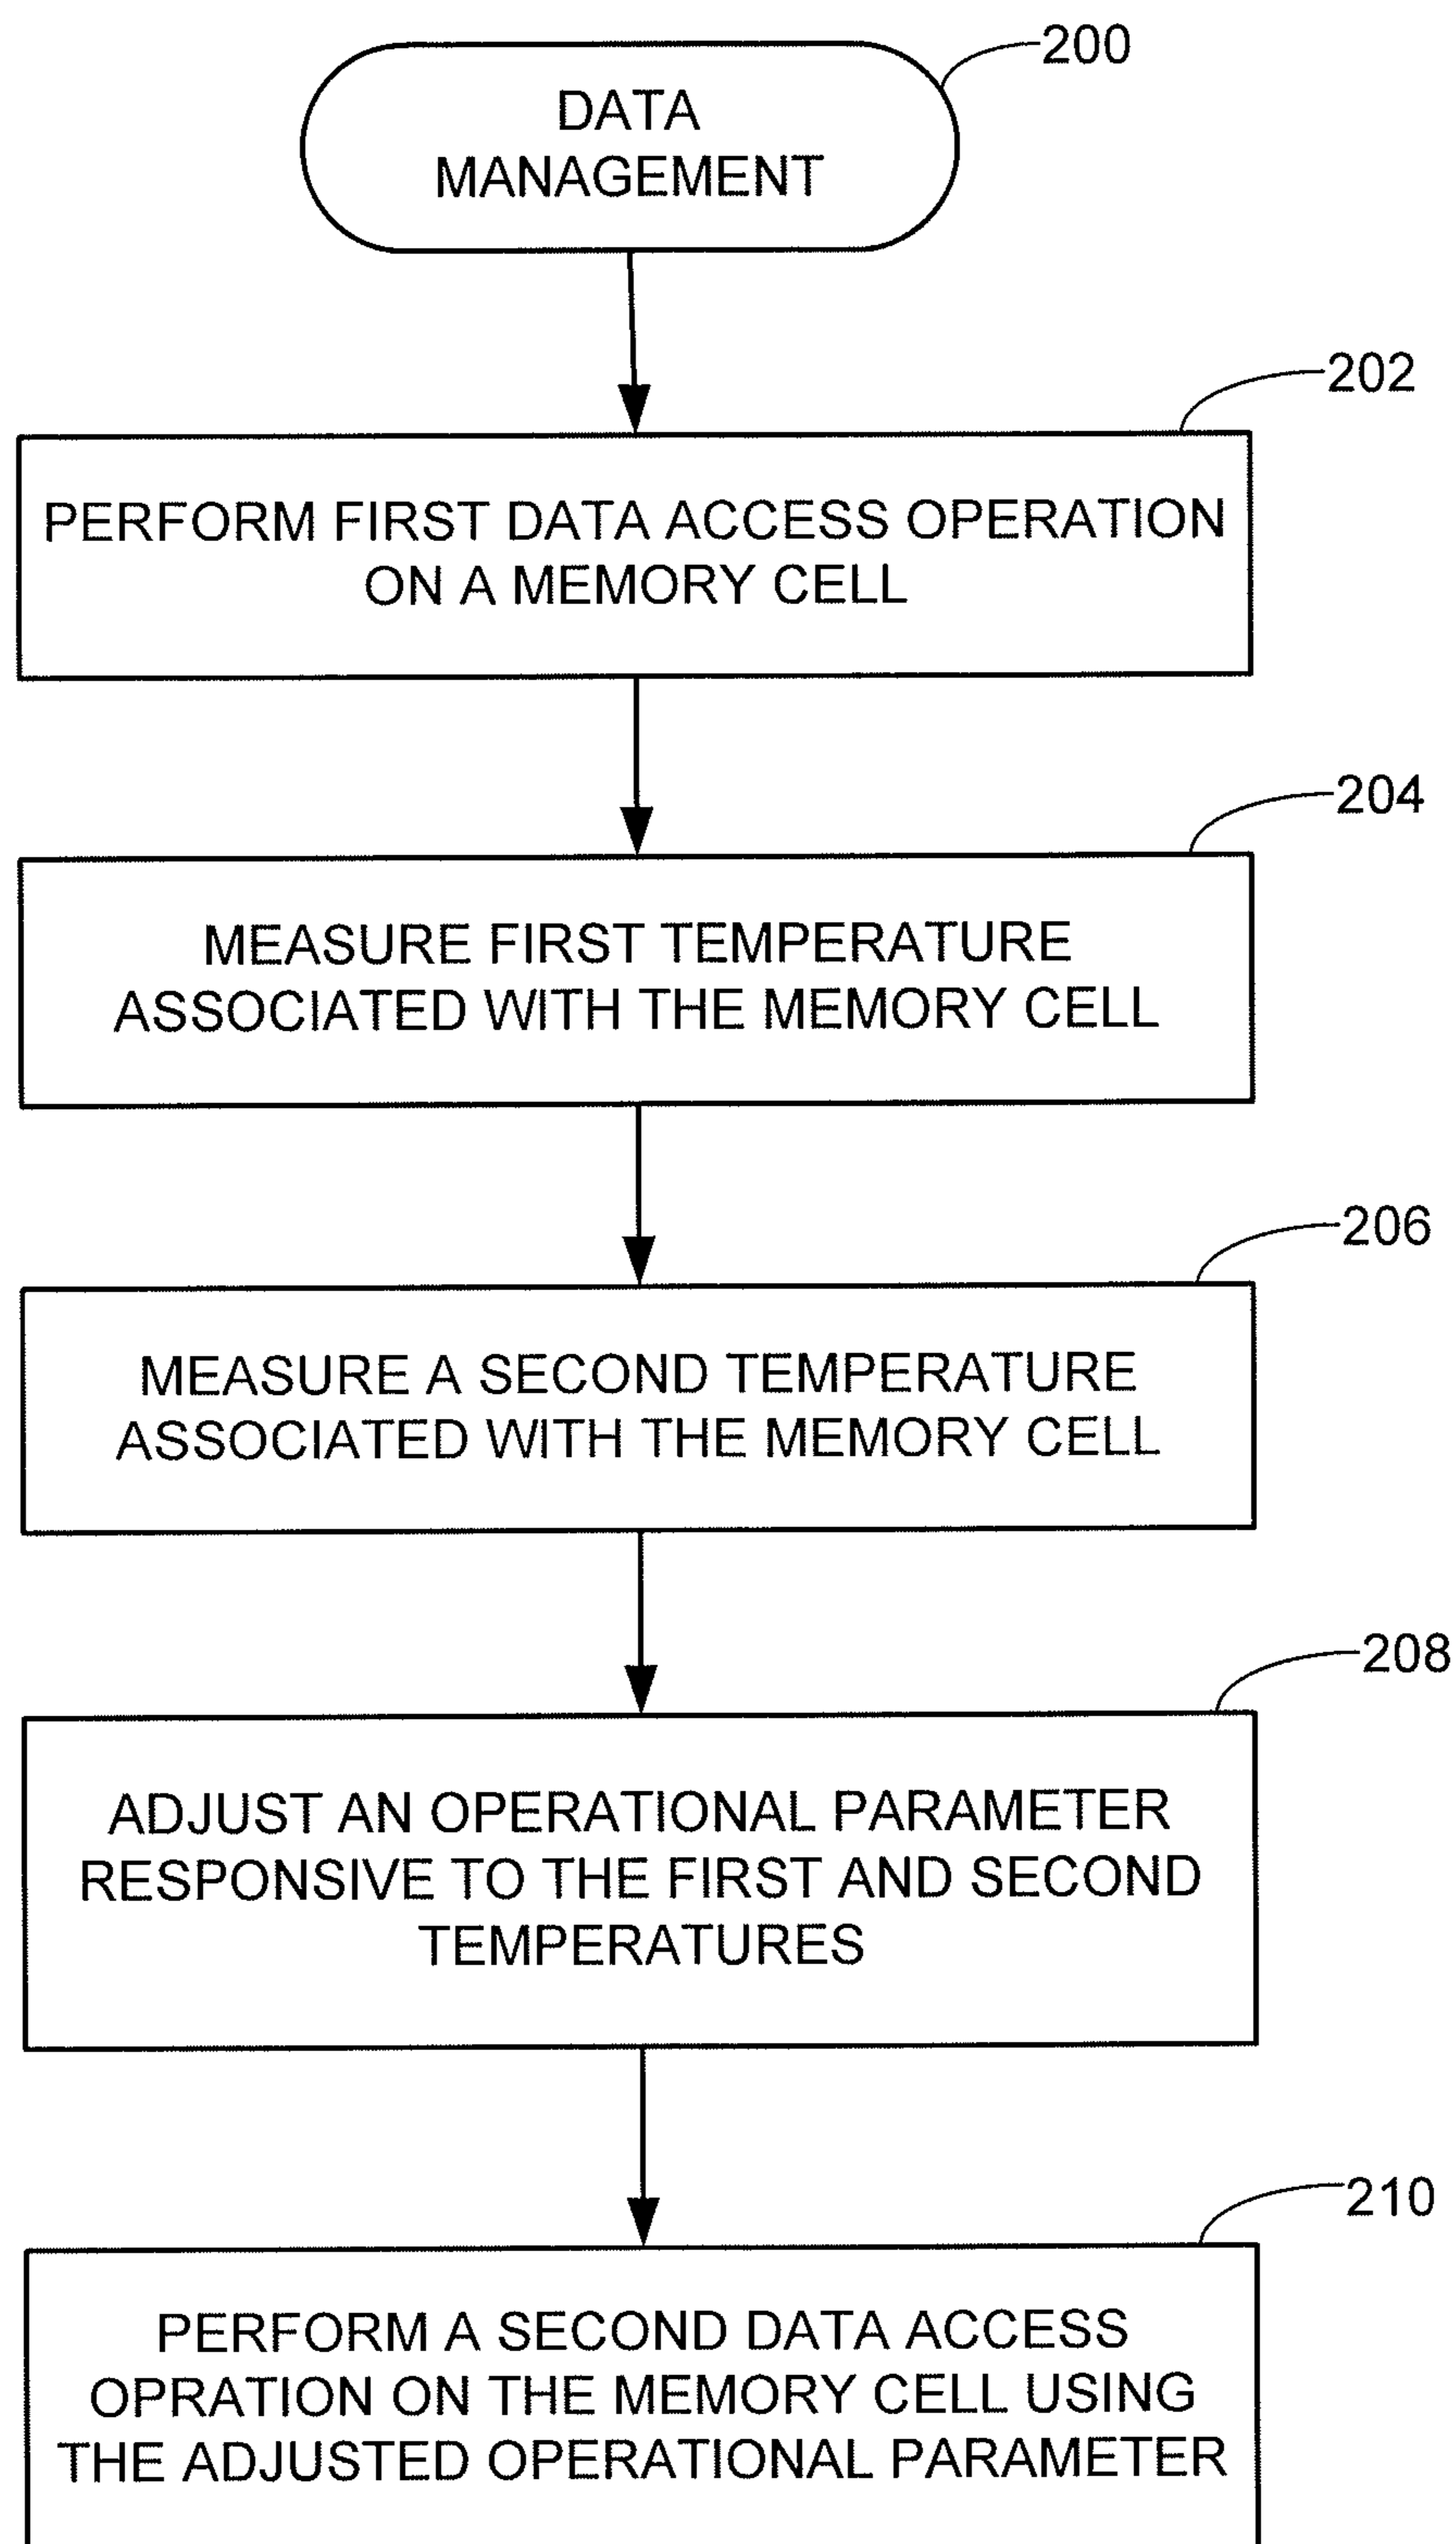 200
DATA
MANAGEMENT
202
PERFORM FIRST DATA ACCESS OPERATION
ON A MEMORY CELL
204
MEASURE FIRST TEMPERATURE
ASSOCIATED WITH THE MEMORY CELL
206
MEASURE A SECOND TEMPERATURE
ASSOCIATED WITH THE MEMORY CELL
208
ADJUST AN OPERATIONAL PARAMETER
RESPONSIVE TO THE FIRST AND SECOND
TEMPERATURES
210
PERFORM A SECOND DATA ACCESS
OPRATION ON THE MEMORY CELL USING
THE ADJUSTED OPERATIONAL PARAMETER